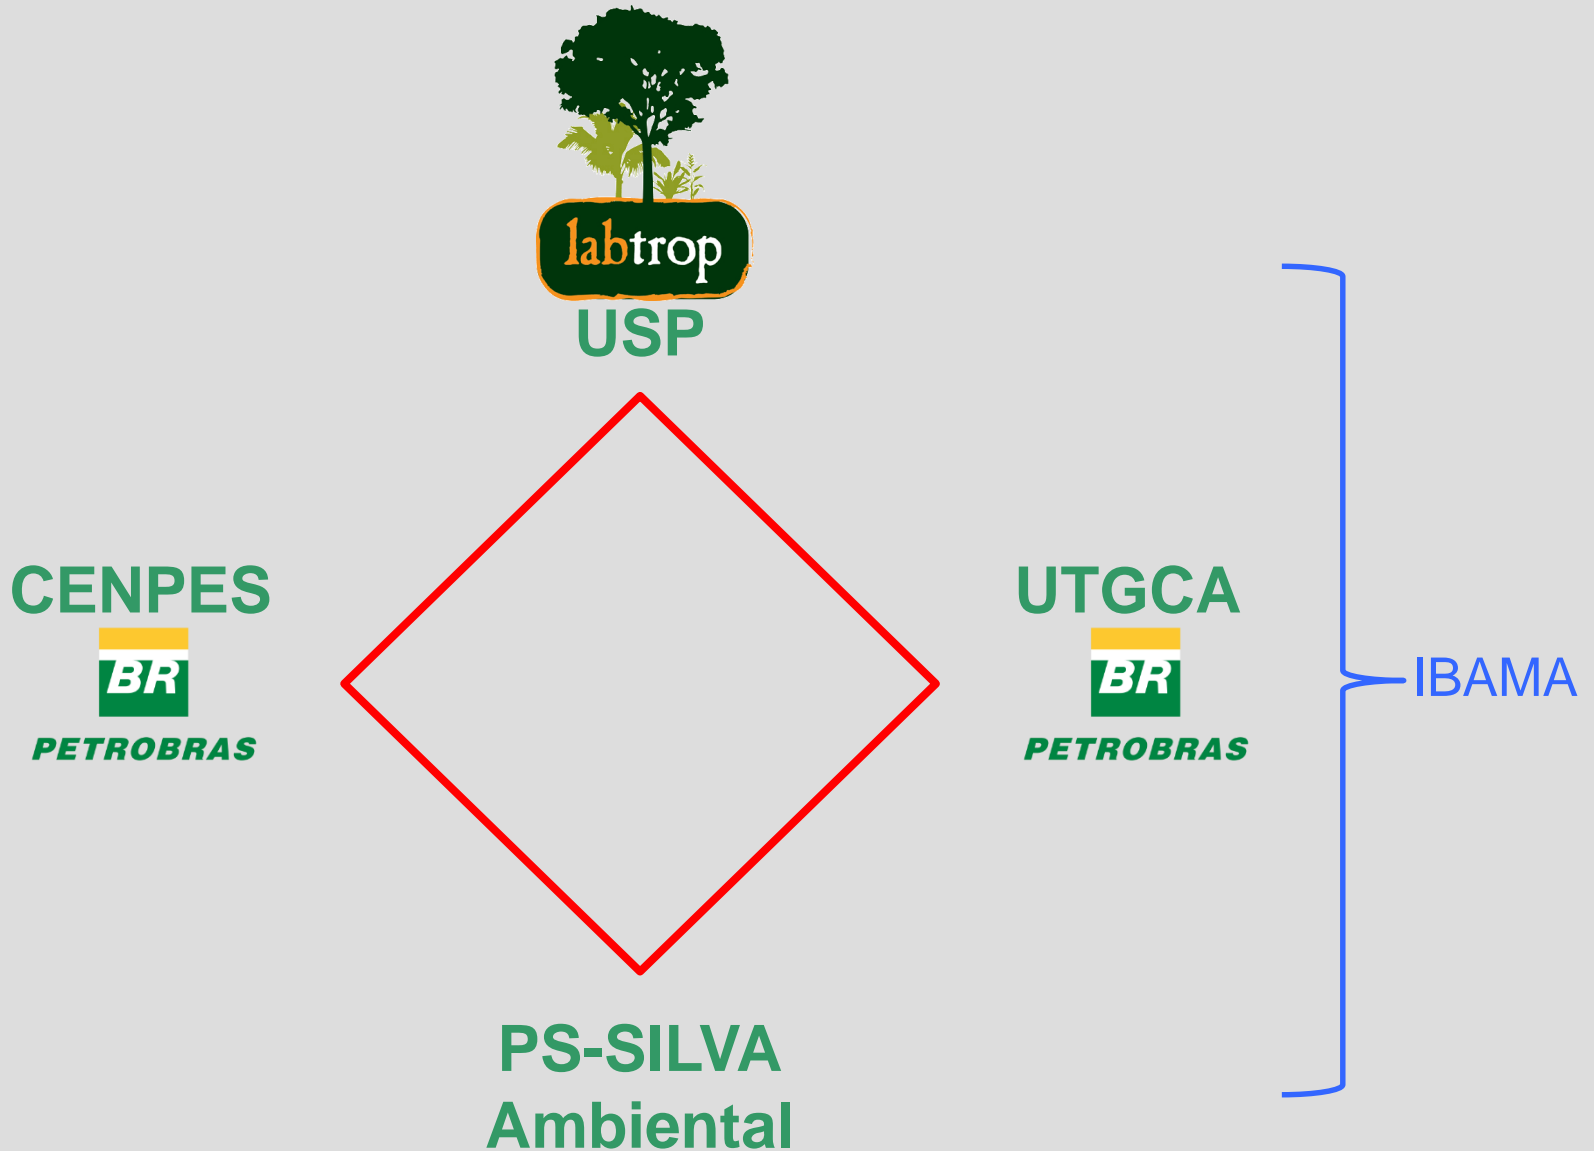 labtrop
USP
CENPES
BR
PETROBRAS
UTGCA
BR
PETROBRAS
IBAMA
PS-SILVA
Ambiental